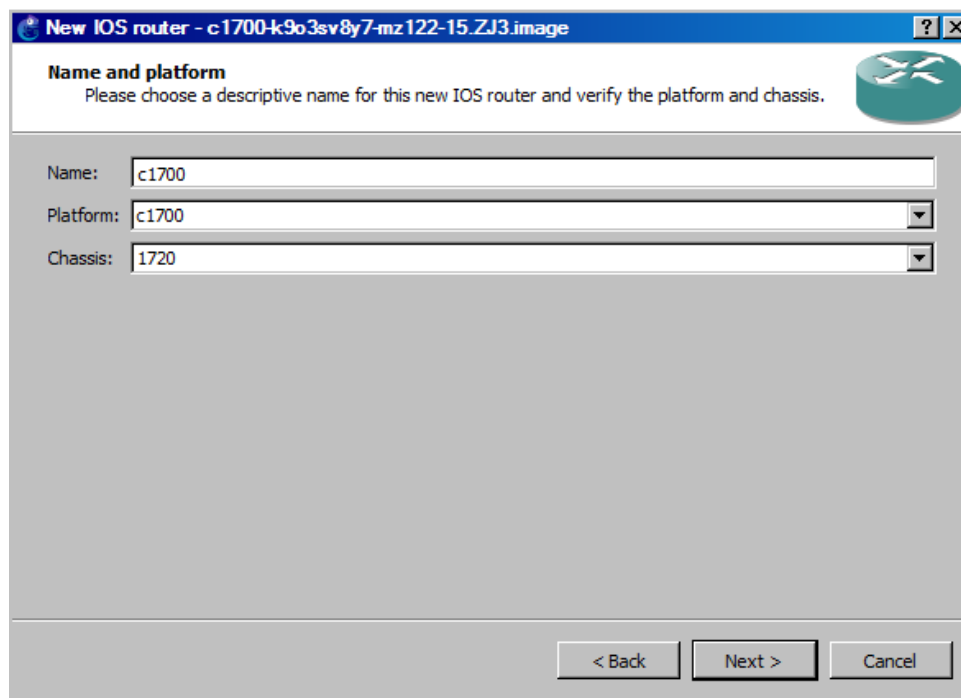 New IOS router - c1700-k9o3sv8y7-mz122-15.ZJ3.image
Name and platform
Please choose a descriptive name for this new IOS router and verify the platform and chassis.
Name: c1700
Platform: c1700
Chassis: 1720
< Back Next > Cancel